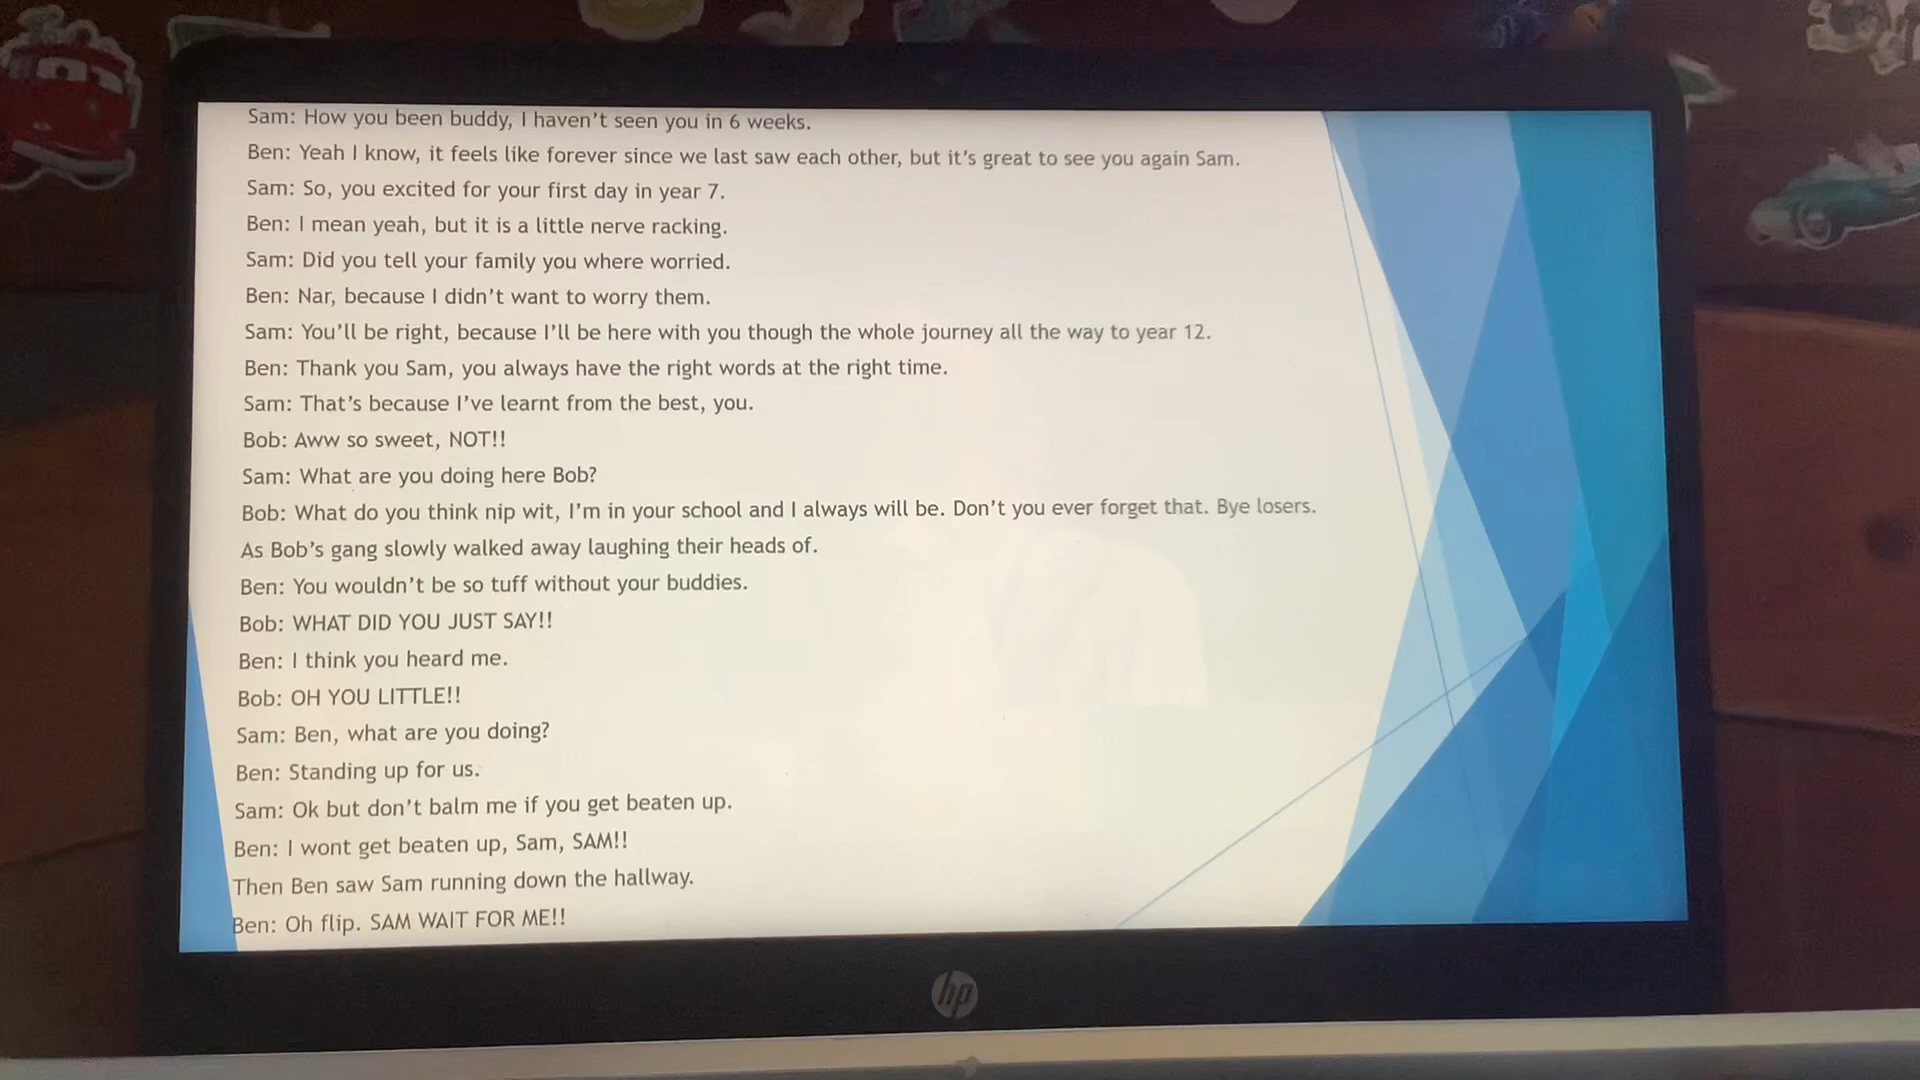 Sam: How you been buddy, I haven't seen you in 6 weeks.
Ben: Yeah I know, it feels like forever since we last saw each other, but it's great to see you again Sam.
Sam: So, you excited for your first day in year 7.
Ben: I mean yeah, but it is a little nerve racking.
Sam: Did you tell your family you where worried.
Ben: Nar, because I didn't want to worry them.
Sam: You'll be right, because I'll be here with you though the whole journey all the way to year 12.
Ben: Thank you Sam, you always have the right words at the right time.
Sam: That's because I've learnt from the best, you.
Bob: Aww so sweet, NOT!!
Sam: What are you doing here Bob?
Bob: What do you think nip wit, I'm in your school and I always will be. Don't you ever forget that. Bye losers.
As Bob's gang slowly walked away laughing their heads of.
Ben: You wouldn't be so tuff without your buddies.
Bob: WHAT DID YOU JUST SAY!!
Ben: I think you heard me.
Bob: OH YOU LITTLE!!
Sam: Ben, what are you doing?
Ben: Standing up for us.
Sam: Ok but don't balm me if you get beaten up.
Ben: I wont get beaten up, Sam, SAM!!
Then Ben saw Sam running down the hallway.
Ben: Oh flip. SAM WAIT FOR ME!!
hp